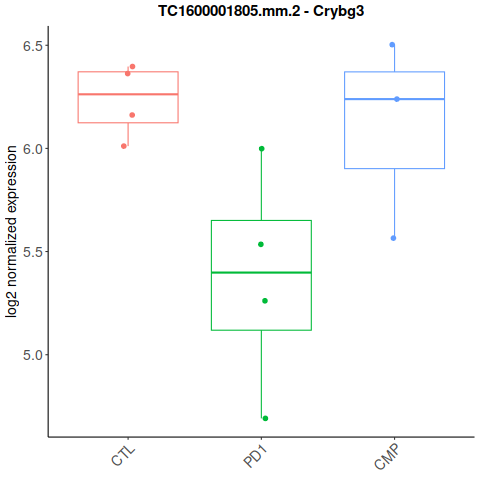 TC1600001805.mm.2 - Crybg3
log2 normalized expression
6.5
6.0
5.5
5.0
CTL
PD1
CMP